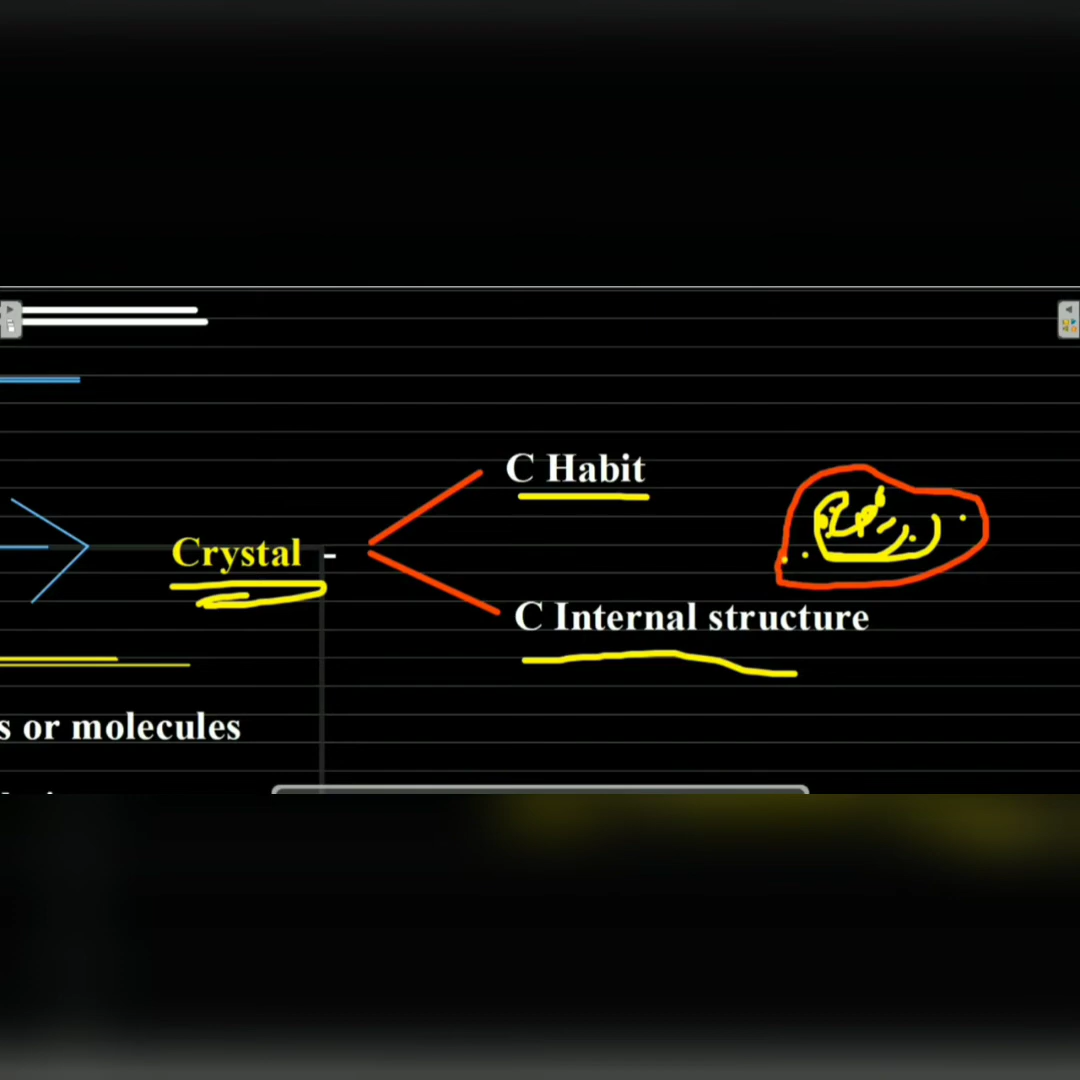 C Habit
Crystal -
C Internal structure
s or molecules